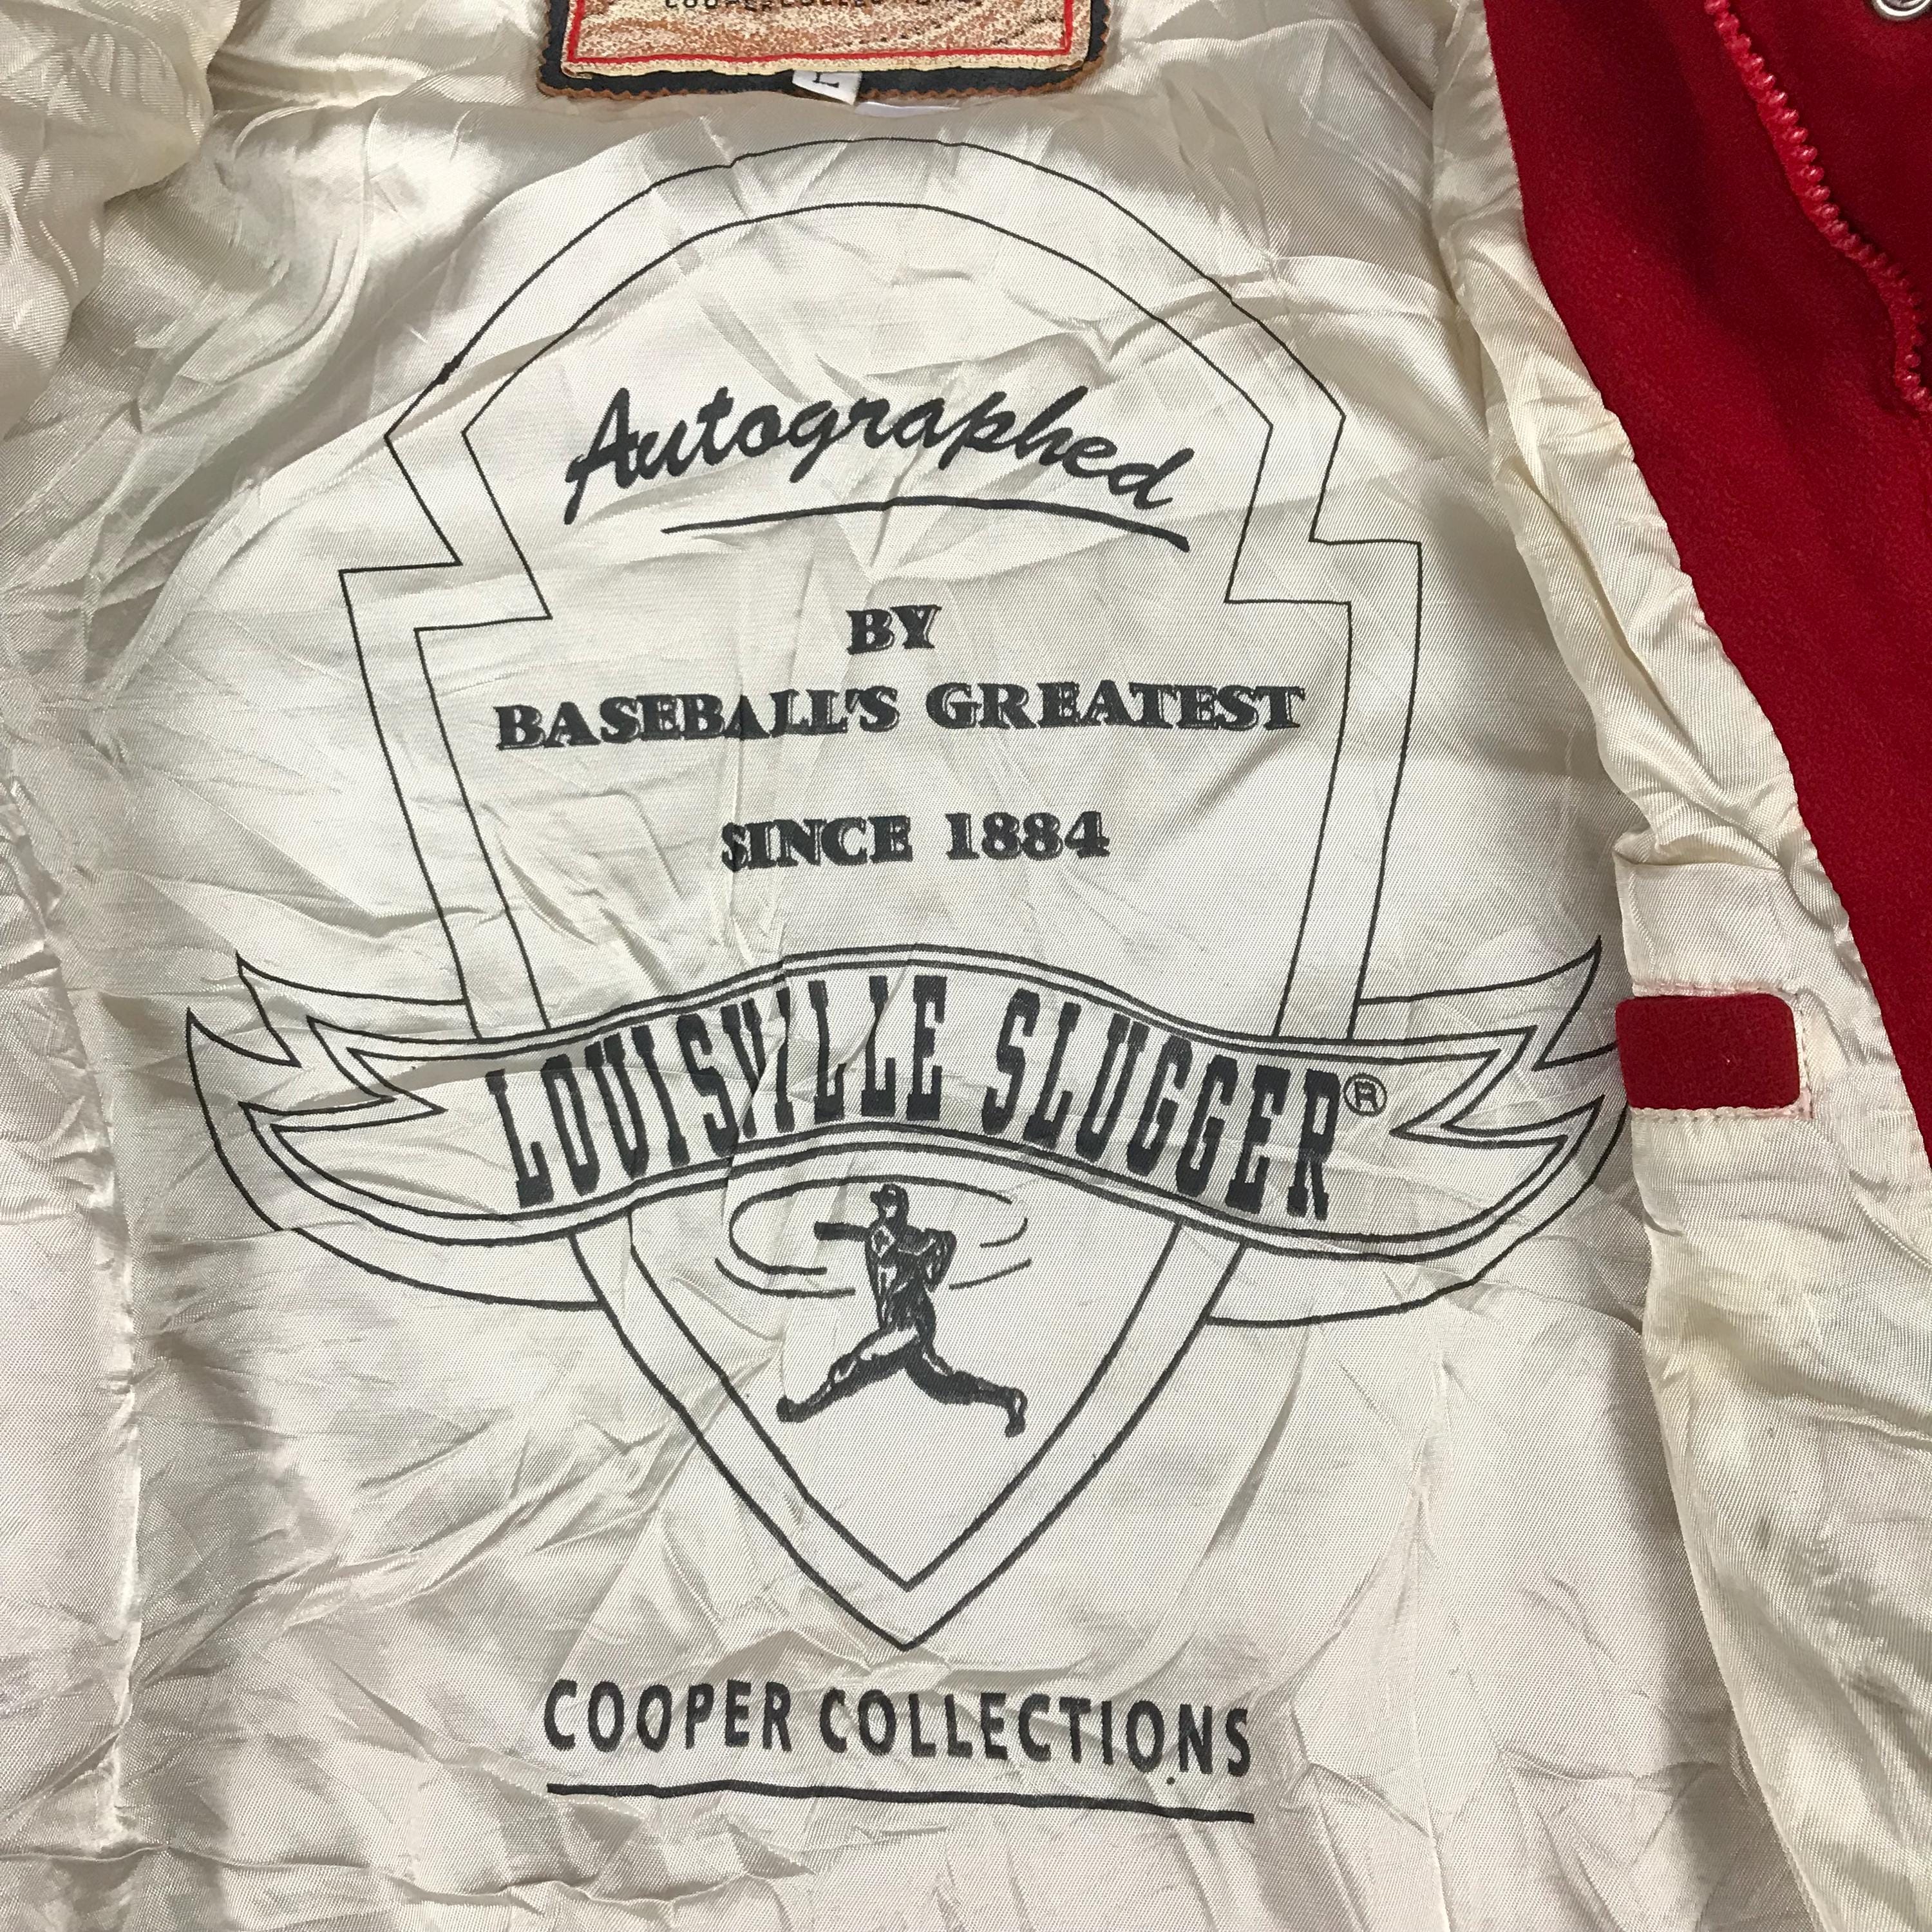 L
Autographed
BY
BASEBALL'S GREATEST
SINCE 1884
LOUISVILLE SLUGGER®
COOPER COLLECTIONS